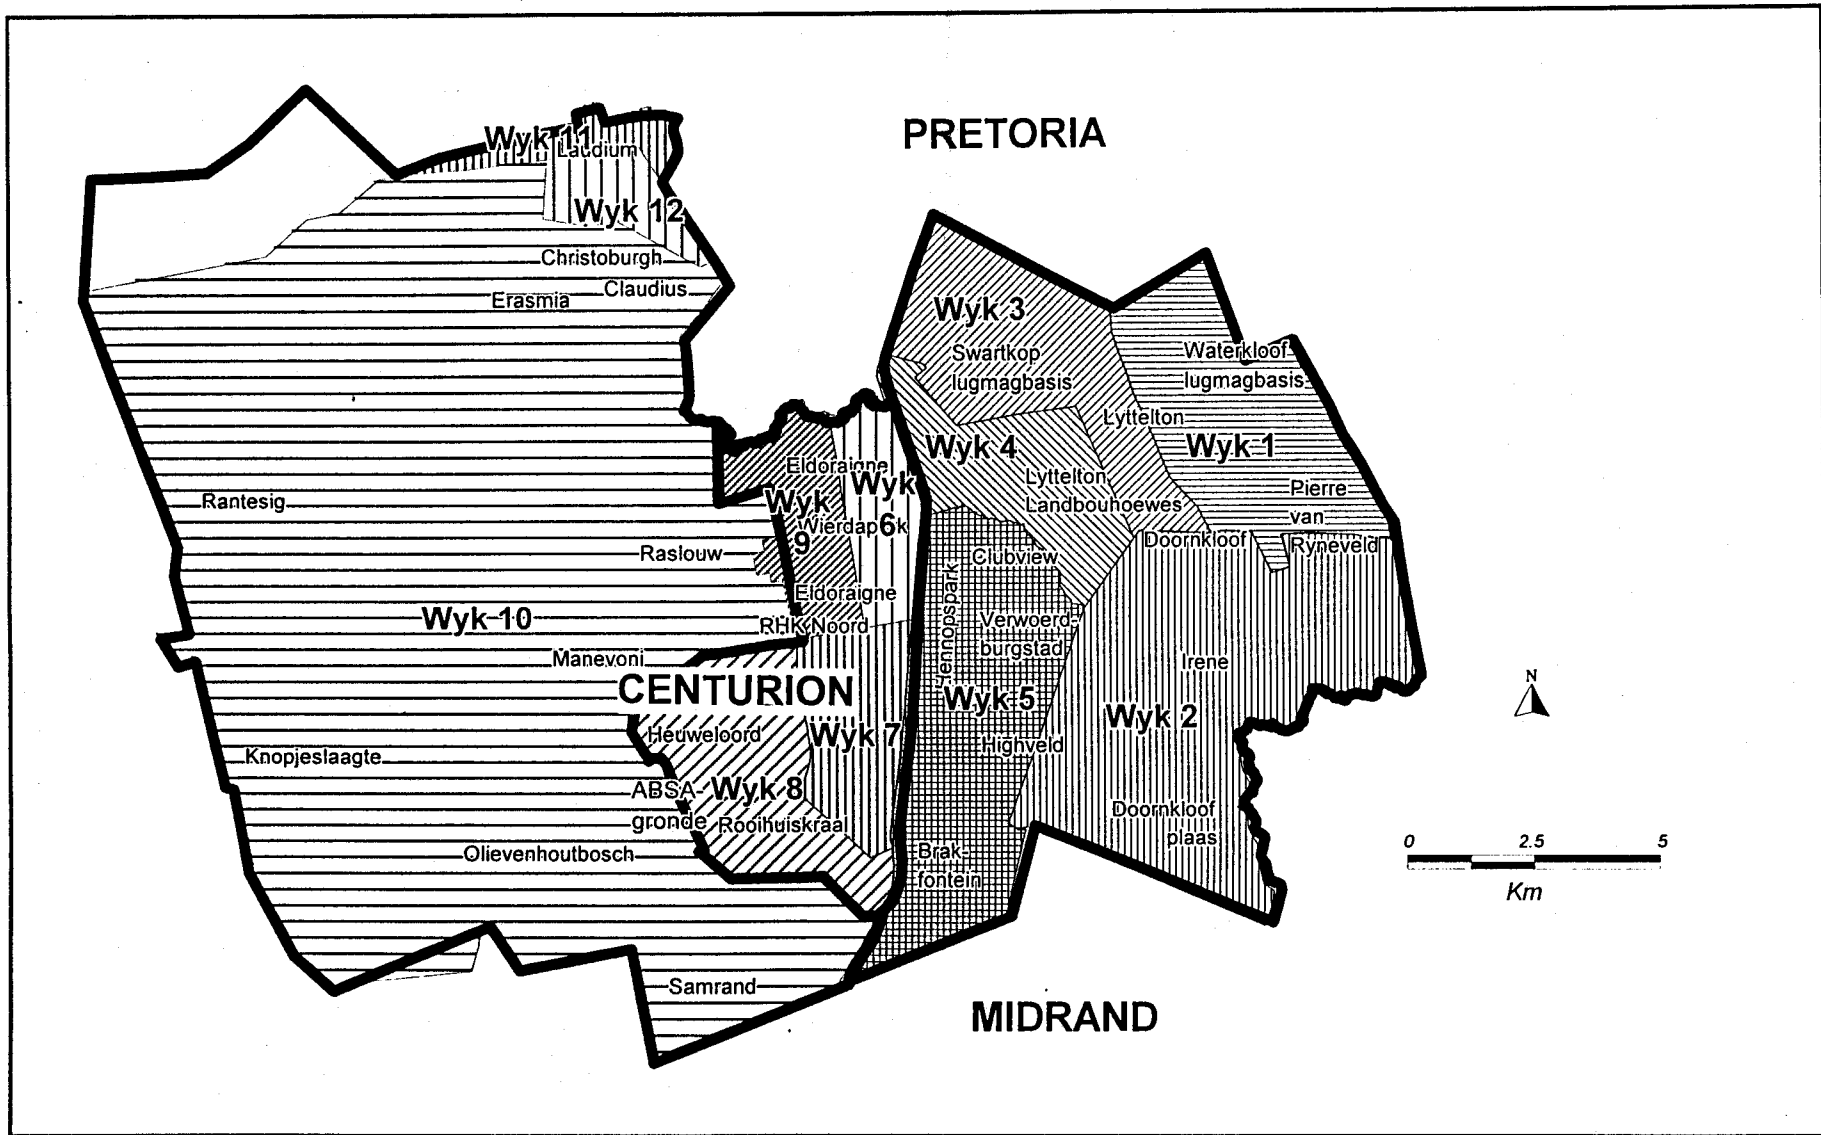 PRETORIA
Wyk 11
Laudium
Wyk 12
Christoburgh
Claudius
Erasmia
Wyk 3
Swartkop
lugmagbasis
Waterkloof
lugmagbasis
Lyttelton
Wyk 1
Wyk 4
Lyttelton
Landbouhoewes
Pierre
van
Ryneveld
Doornkloof
Eldoraigne
Wyk
6
Wyk
9
Wierdapark
Rantesig
Raslouw
Clubview
Hennopspark
Eldoraigne
Wyk 10
RHK Noord
Verwoerd-
burgstad
Manevoni
Irene
CENTURION
Wyk 5
Wyk 2
Heuweloord
Wyk 7
Highveld
Knopjeslaagte
ABSA-
gronde
Wyk 8
Rooihuiskraal
Doornkloof
plaas
Olievenhoutbosch
Brak-
fontein
Samrand
MIDRAND
N
0 2.5 5
Km